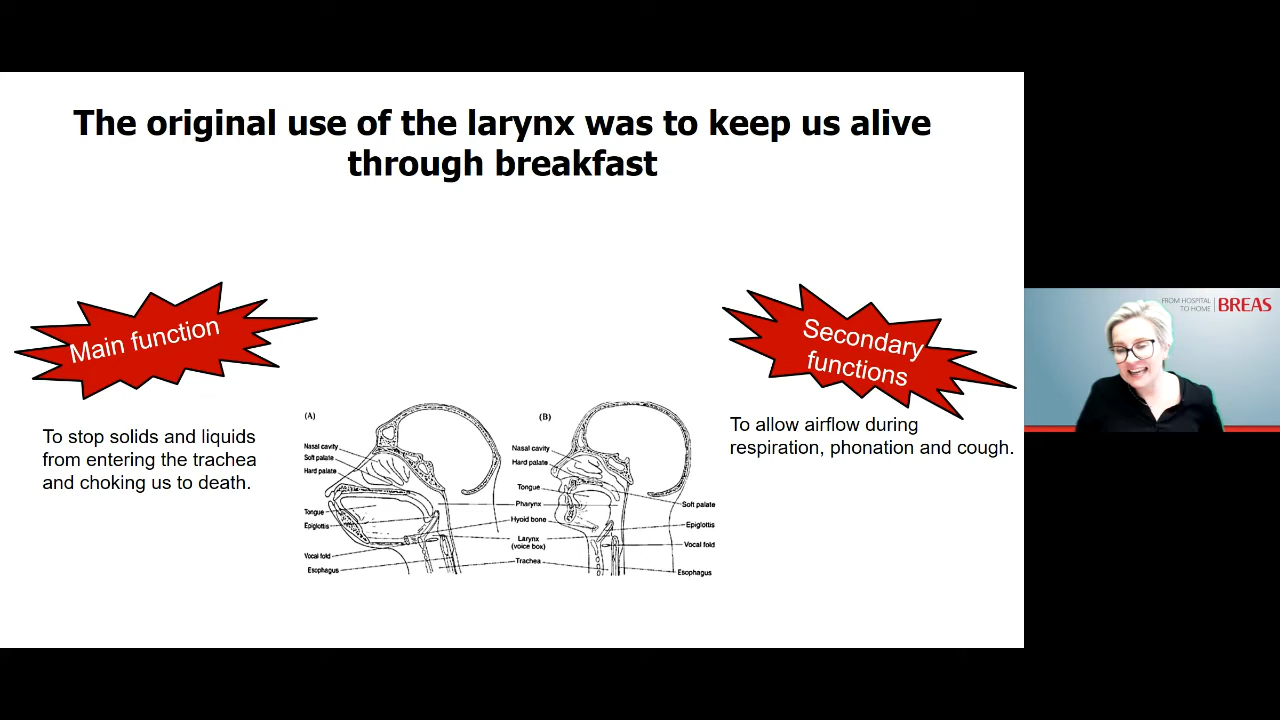 The original use of the larynx was to keep us alive
through breakfast
Main function
To stop solids and liquids
from entering the trachea
and choking us to death.
(A)
Nasal cavity
Soft palate
Hard palate
Tongue
Epiglottis
Vocal fold
Esophagus
(B)
Nasal cavity
Hard palate
Tongue
Pharynx
Hyoid bone
Larynx
(voice box)
Trachea
Soft palate
Epiglottis
Vocal fold
Esophagus
Secondary
functions
To allow airflow during
respiration, phonation and cough.
FROM HOSPITAL
TO HOME
BREAS